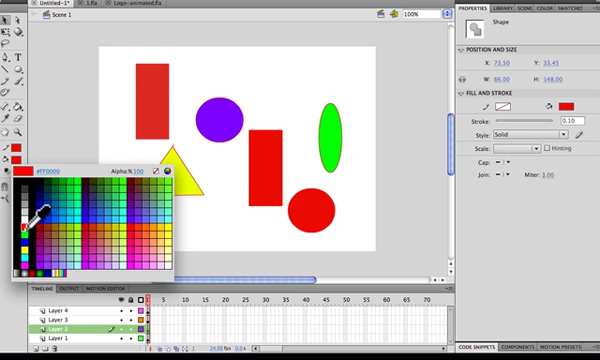 Untitled-1*
1.fla
Logo-animated.fla
Scene 1
100%
PROPERTIES
LIBRARY
SCENE
COLOR
SWATCHES
Shape
POSITION AND SIZE
X: 73.50
Y: 33.45
W: 66.00
H: 148.00
FILL AND STROKE
Stroke:
0.10
Style: Solid
Scale:
Hinting
Cap:
Join:
Miter: 3.00
#FF0000
Alpha:% 100
TIMELINE
OUTPUT
MOTION EDITOR
1 5 10 15 20 25 30 35 40 45 50 55 60 65 70
Layer 4
Layer 3
Layer 2
Layer 1
24.00 fps
0.0 s
CODE SNIPPETS
COMPONENTS
MOTION PRESETS